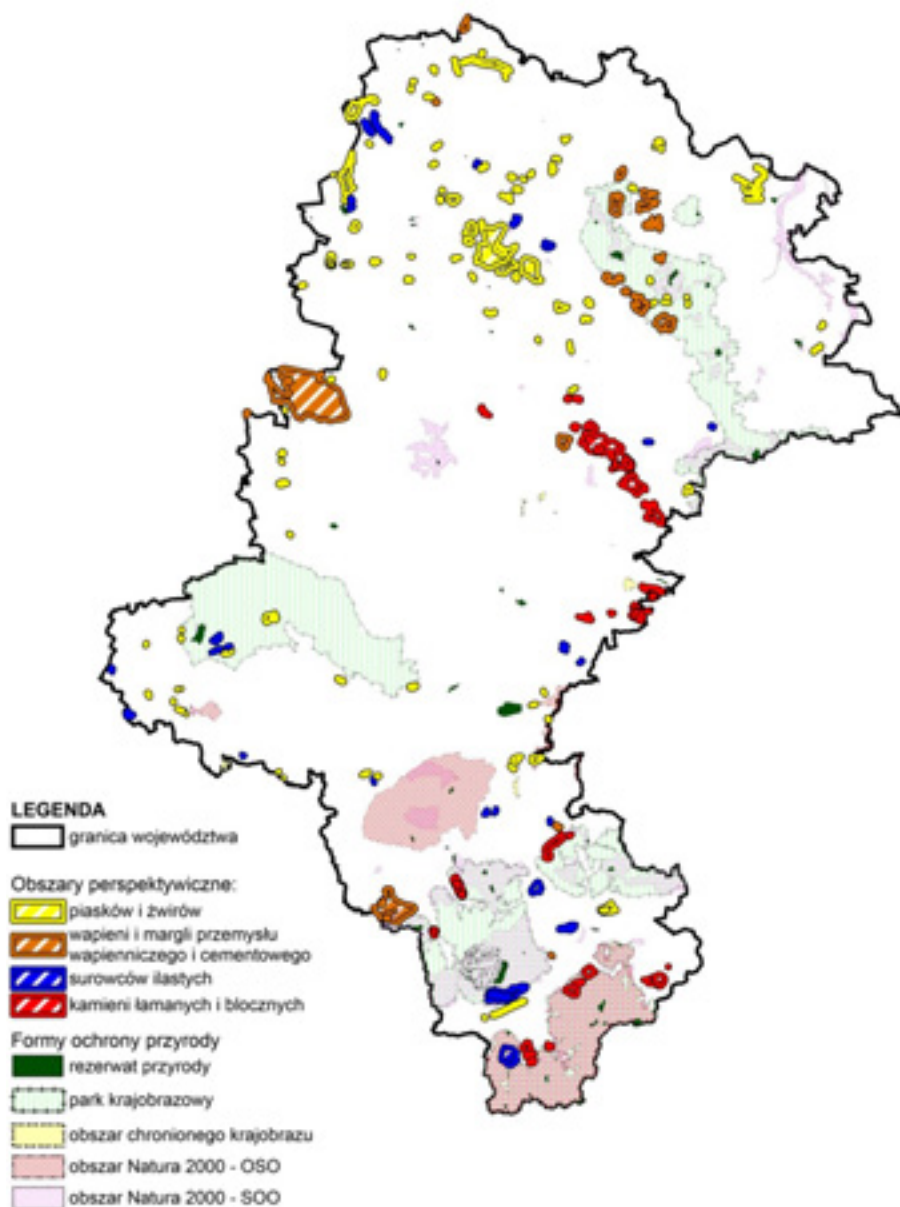 LEGENDA
granica województwa
Obszary perspektywiczne:
piasków i żwirów
wapieni i margli przemysłu
wapienniczego i cementowego
surowców ilastych
kamieni łamanych i blocznych
Formy ochrony przyrody
rezerwat przyrody
park krajobrazowy
obszar chronionego krajobrazu
obszar Natura 2000 - OSO
obszar Natura 2000 - SOO